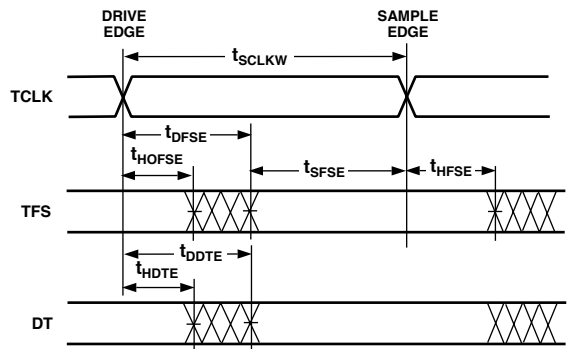 DRIVE
EDGE
SAMPLE
EDGE
tSCLKW
TCLK
tDFSE
tHOFSE
tSFSE
tHFSE
TFS
tDDTE
tHDTE
DT